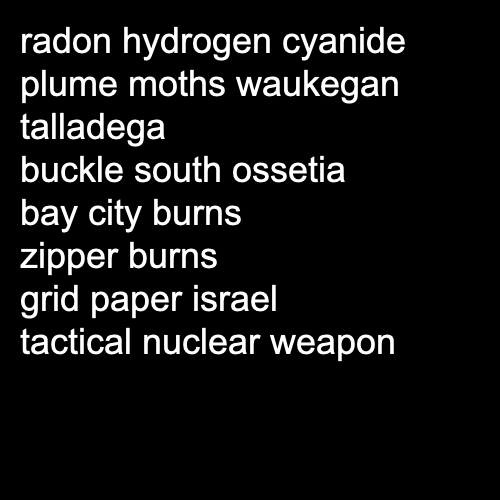 radon hydrogen cyanide
plume moths waukegan
talladega
buckle south ossetia
bay city burns
zipper burns
grid paper israel
tactical nuclear weapon